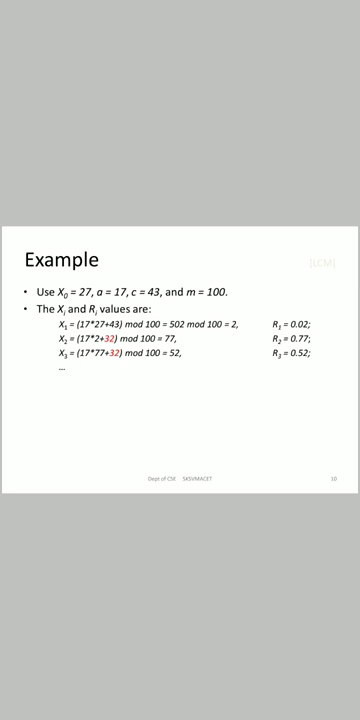 Example
[LCM]
• Use X₀ = 27, a = 17, c = 43, and m = 100.
• The Xᵢ and Rᵢ values are:
X₁ = (17*27+43) mod 100 = 502 mod 100 = 2, R₁ = 0.02;
X₂ = (17*2+32) mod 100 = 77, R₂ = 0.77;
X₃ = (17*77+32) mod 100 = 52, R₃ = 0.52;
…
Dept of CSE SKSVMACET 10